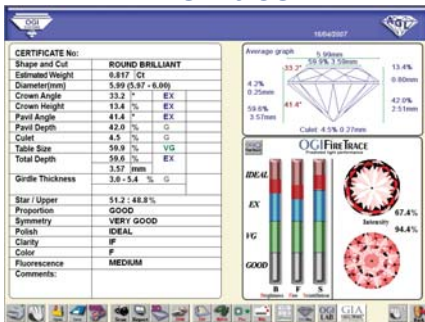 OGI
16/04/2007
CERTIFICATE No:
Shape and Cut ROUND BRILLIANT
Estimated Weight 0.817 Ct
Diameter(mm) 5.99 (5.97 - 6.00)
Crown Angle 33.2 ° EX
Crown Height 13.4 % EX
Pavil Angle 41.4 ° EX
Pavil Depth 42.0 % G
Culet 4.5 % G
Table Size 59.9 % VG
Total Depth 59.6 % EX
3.57 mm
Girdle Thickness 3.0 - 5.4 % G
Star / Upper 51.2 : 48.8%
Proportion GOOD
Symmetry VERY GOOD
Polish IDEAL
Clarity IF
Color F
Fluorescence MEDIUM
Comments:
Average graph
5.99mm
59.9% 3.59mm
33.2°
13.4%
0.80mm
4.2%
0.25mm
59.6%
3.57mm
41.4°
42.0%
2.51mm
Culet 4.5% 0.27mm
OGI FIRETRACE
IDEAL
EX
VG
GOOD
B F S
67.4%
Intensity
94.4%
OGI
LAB
GIA